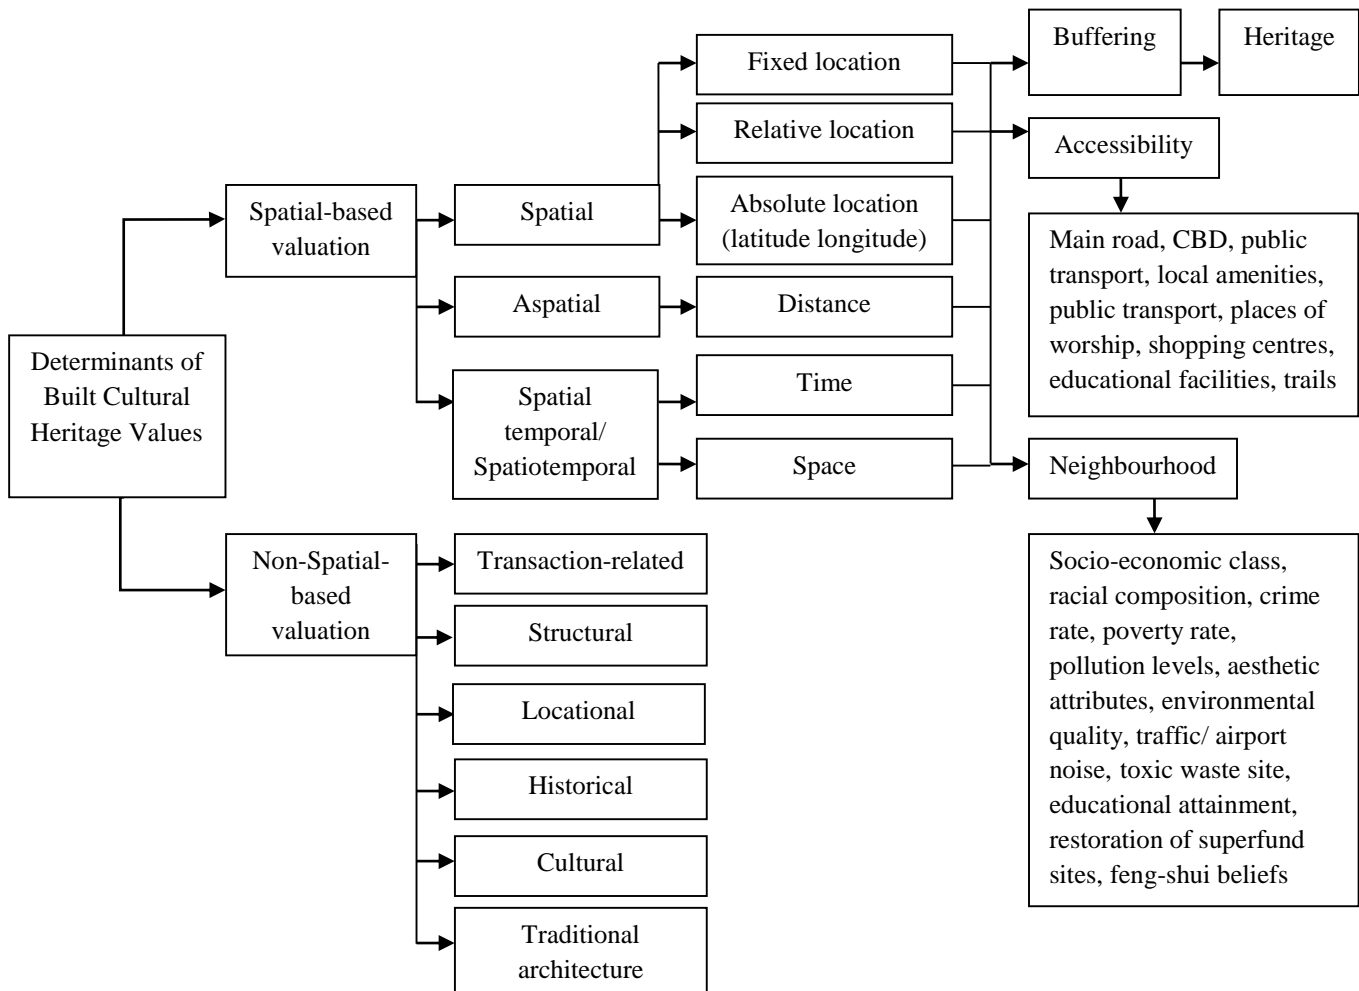 Determinants of
Built Cultural
Heritage Values
Spatial-based
valuation
Non-Spatial-
based
valuation
Spatial
Aspatial
Spatial
temporal/
Spatiotemporal
Transaction-related
Structural
Locational
Historical
Cultural
Traditional
architecture
Fixed location
Relative location
Absolute location
(latitude longitude)
Distance
Time
Space
Buffering
Heritage
Accessibility
Main road, CBD, public
transport, local amenities,
public transport, places of
worship, shopping centres,
educational facilities, trails
Neighbourhood
Socio-economic class,
racial composition, crime
rate, poverty rate,
pollution levels, aesthetic
attributes, environmental
quality, traffic/ airport
noise, toxic waste site,
educational attainment,
restoration of superfund
sites, feng-shui beliefs